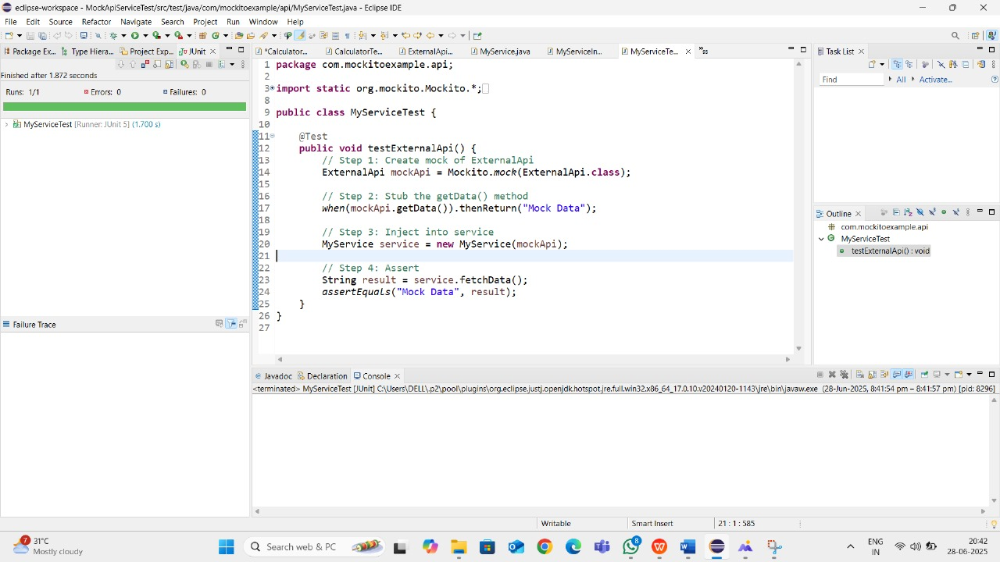 eclipse-workspace - MockApiServiceTest/src/test/java/com/mockitoexample/api/MyServiceTest.java - Eclipse IDE
File Edit Source Refactor Navigate Search Project Run Window Help
Package Ex... Type Hiera... Project Exp... JUnit
Finished after 1.872 seconds
Runs: 1/1 Errors: 0 Failures: 0
MyServiceTest [Runner: JUnit 5] (1.700 s)
Failure Trace
*Calculator... CalculatorTe... ExternalApi... MyService.java MyServiceIn... MyServiceTe... »93
1 package com.mockitoexample.api;
2
3 import static org.mockito.Mockito.*;
8
9 public class MyServiceTest {
10
11 @Test
12 public void testExternalApi() {
13 // Step 1: Create mock of ExternalApi
14 ExternalApi mockApi = Mockito.mock(ExternalApi.class);
15
16 // Step 2: Stub the getData() method
17 when(mockApi.getData()).thenReturn("Mock Data");
18
19 // Step 3: Inject into service
20 MyService service = new MyService(mockApi);
21
22 // Step 4: Assert
23 String result = service.fetchData();
24 assertEquals("Mock Data", result);
25 }
26 }
27
Task List
Find All Activate...
Outline
com.mockitoexample.api
MyServiceTest
testExternalApi() : void
Javadoc Declaration Console
<terminated> MyServiceTest [JUnit] C:\Users\DELL\.p2\pool\plugins\org.eclipse.justj.openjdk.hotspot.jre.full.win32.x86_64_17.0.10.v20240120-1143\jre\bin\javaw.exe (28-Jun-2025, 8:41:54 pm – 8:41:57 pm) [pid: 8296]
Writable Smart Insert 21 : 1 : 585
7 31°C
Mostly cloudy
Search web & PC
8
ENG
IN
20:42
28-06-2025